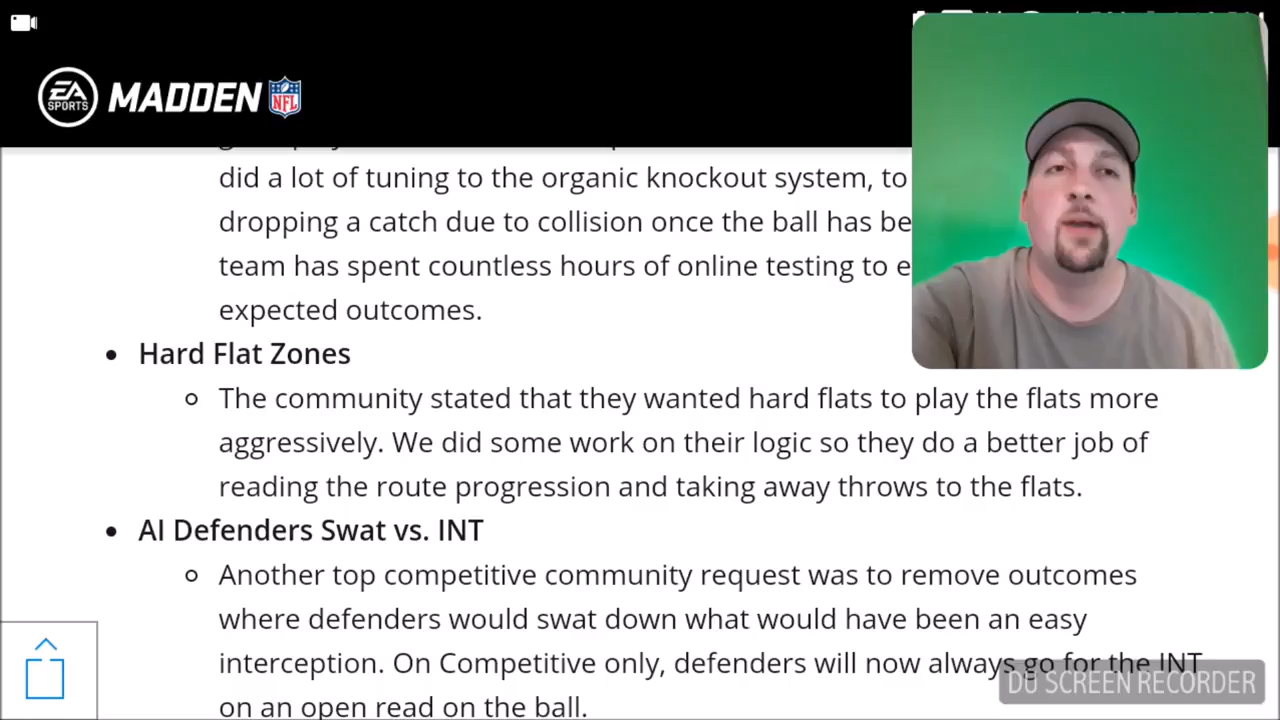 EA
SPORTS
MADDEN
NFL
did a lot of tuning to the organic knockout system, to
dropping a catch due to collision once the ball has be
team has spent countless hours of online testing to e
expected outcomes.
• Hard Flat Zones
The community stated that they wanted hard flats to play the flats more
aggressively. We did some work on their logic so they do a better job of
reading the route progression and taking away throws to the flats.
• AI Defenders Swat vs. INT
Another top competitive community request was to remove outcomes
where defenders would swat down what would have been an easy
interception. On Competitive only, defenders will now always go for the INT
on an open read on the ball.
DU SCREEN RECORDER